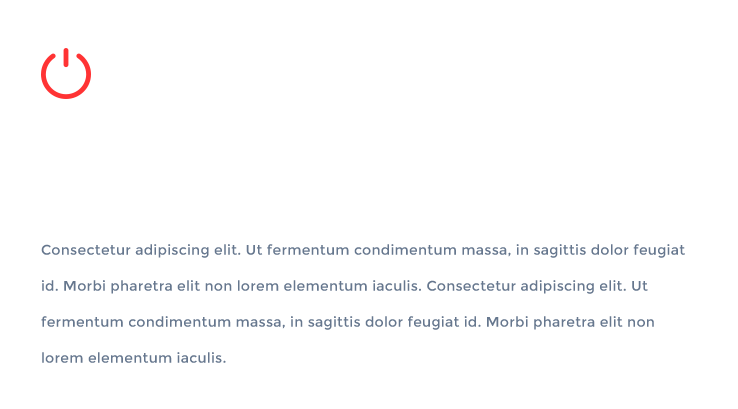 Consectetur adipiscing elit. Ut fermentum condimentum massa, in sagittis dolor feugiat
id. Morbi pharetra elit non lorem elementum iaculis. Consectetur adipiscing elit. Ut
fermentum condimentum massa, in sagittis dolor feugiat id. Morbi pharetra elit non
lorem elementum iaculis.